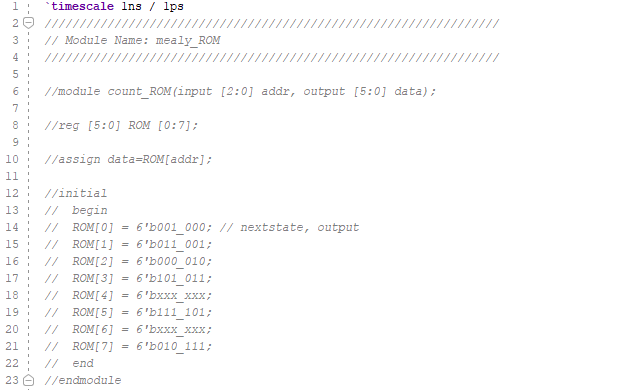 1 `timescale 1ns / 1ps
2 //////////////////////////////////////////////////////////////////
3 // Module Name: mealy_ROM
4 //////////////////////////////////////////////////////////////////
5
6 //module count_ROM(input [2:0] addr, output [5:0] data);
7
8 //reg [5:0] ROM [0:7];
9
10 //assign data=ROM[addr];
11
12 //initial
13 //  begin
14 //  ROM[0] = 6'b001_000; // nextstate, output
15 //  ROM[1] = 6'b011_001;
16 //  ROM[2] = 6'b000_010;
17 //  ROM[3] = 6'b101_011;
18 //  ROM[4] = 6'bxxx_xxx;
19 //  ROM[5] = 6'b111_101;
20 //  ROM[6] = 6'bxxx_xxx;
21 //  ROM[7] = 6'b010_111;
22 //  end
23 //endmodule